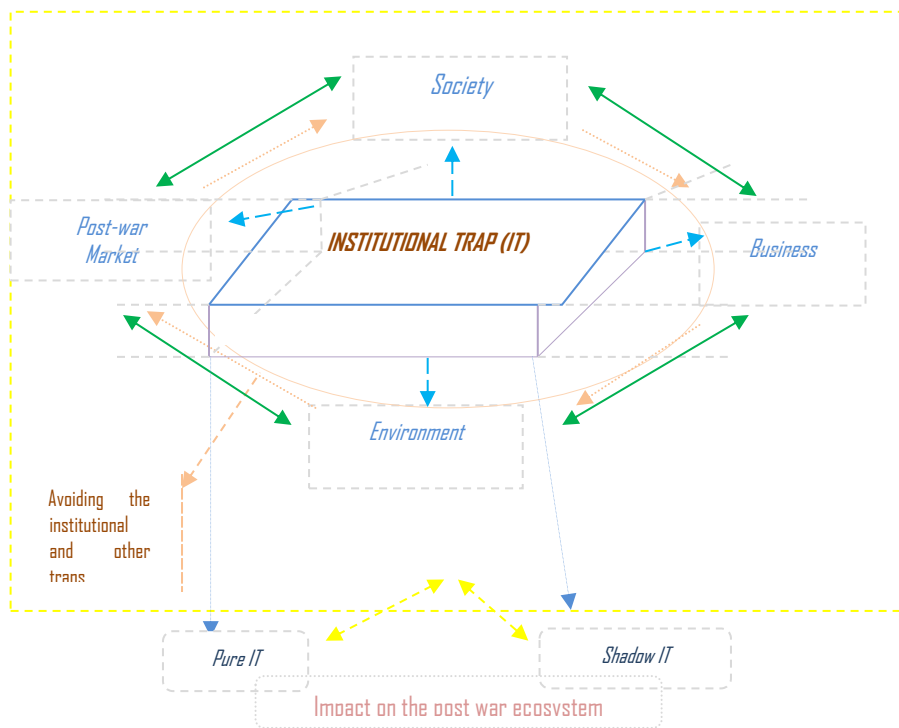 Society
Post-war
Market
INSTITUTIONAL TRAP (IT)
Business
Environment
Avoiding the
institutional
and other
traps
Pure IT
Shadow IT
Impact on the post war ecosystem